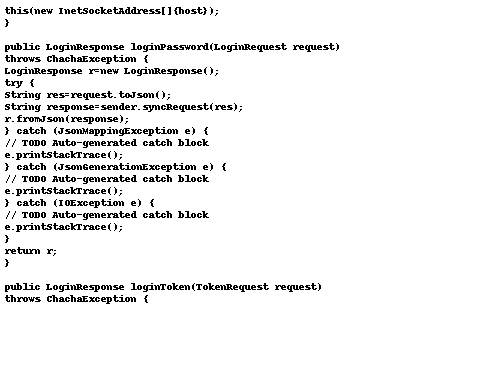 this(new InetSocketAddress[]{host});
}

public LoginResponse loginPassword(LoginRequest request)
throws ChachaException {
LoginResponse r=new LoginResponse();
try {
String res=request.toJson();
String response=sender.syncRequest(res);
r.fromJson(response);
} catch (JsonMappingException e) {
// TODO Auto-generated catch block
e.printStackTrace();
} catch (JsonGenerationException e) {
// TODO Auto-generated catch block
e.printStackTrace();
} catch (IOException e) {
// TODO Auto-generated catch block
e.printStackTrace();
}
return r;
}

public LoginResponse loginToken(TokenRequest request)
throws ChachaException {